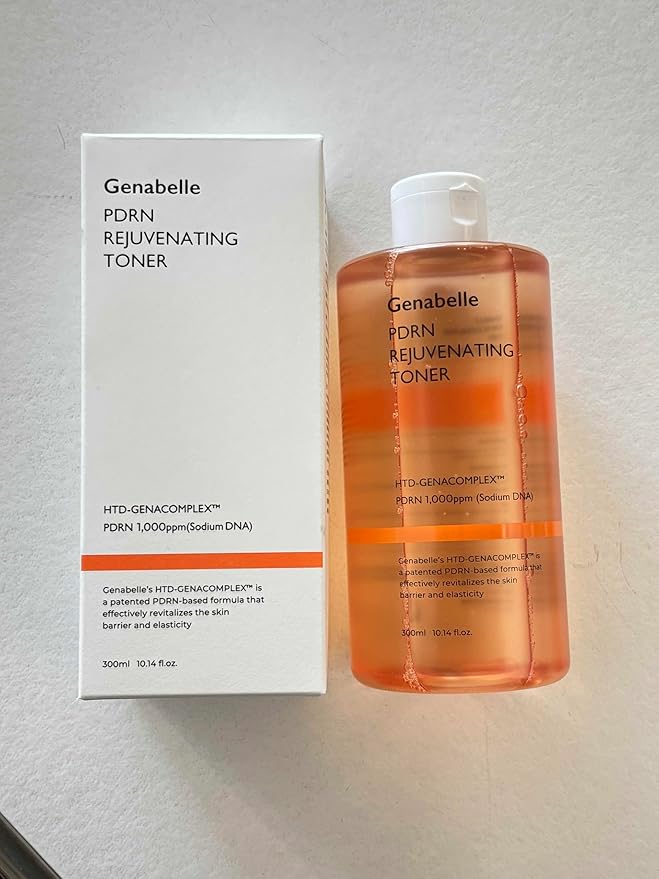 Genabelle
PDRN
REJUVENATING
TONER
HTD-GENACOMPLEX™
PDRN 1,000ppm(Sodium DNA)
Genabelle's HTD-GENACOMPLEX™ is
a patented PDRN-based formula that
effectively revitalizes the skin
barrier and elasticity
300ml 10.14 fl.oz.
Genabelle
PDRN
REJUVENATING
TONER
HTD-GENACOMPLEX™
PDRN 1,000ppm (Sodium DNA)
Genabelle's HTD-GENACOMPLEX™ is
a patented PDRN-based formula that
effectively revitalizes the skin
barrier and elasticity
300ml 10.14 fl.oz.